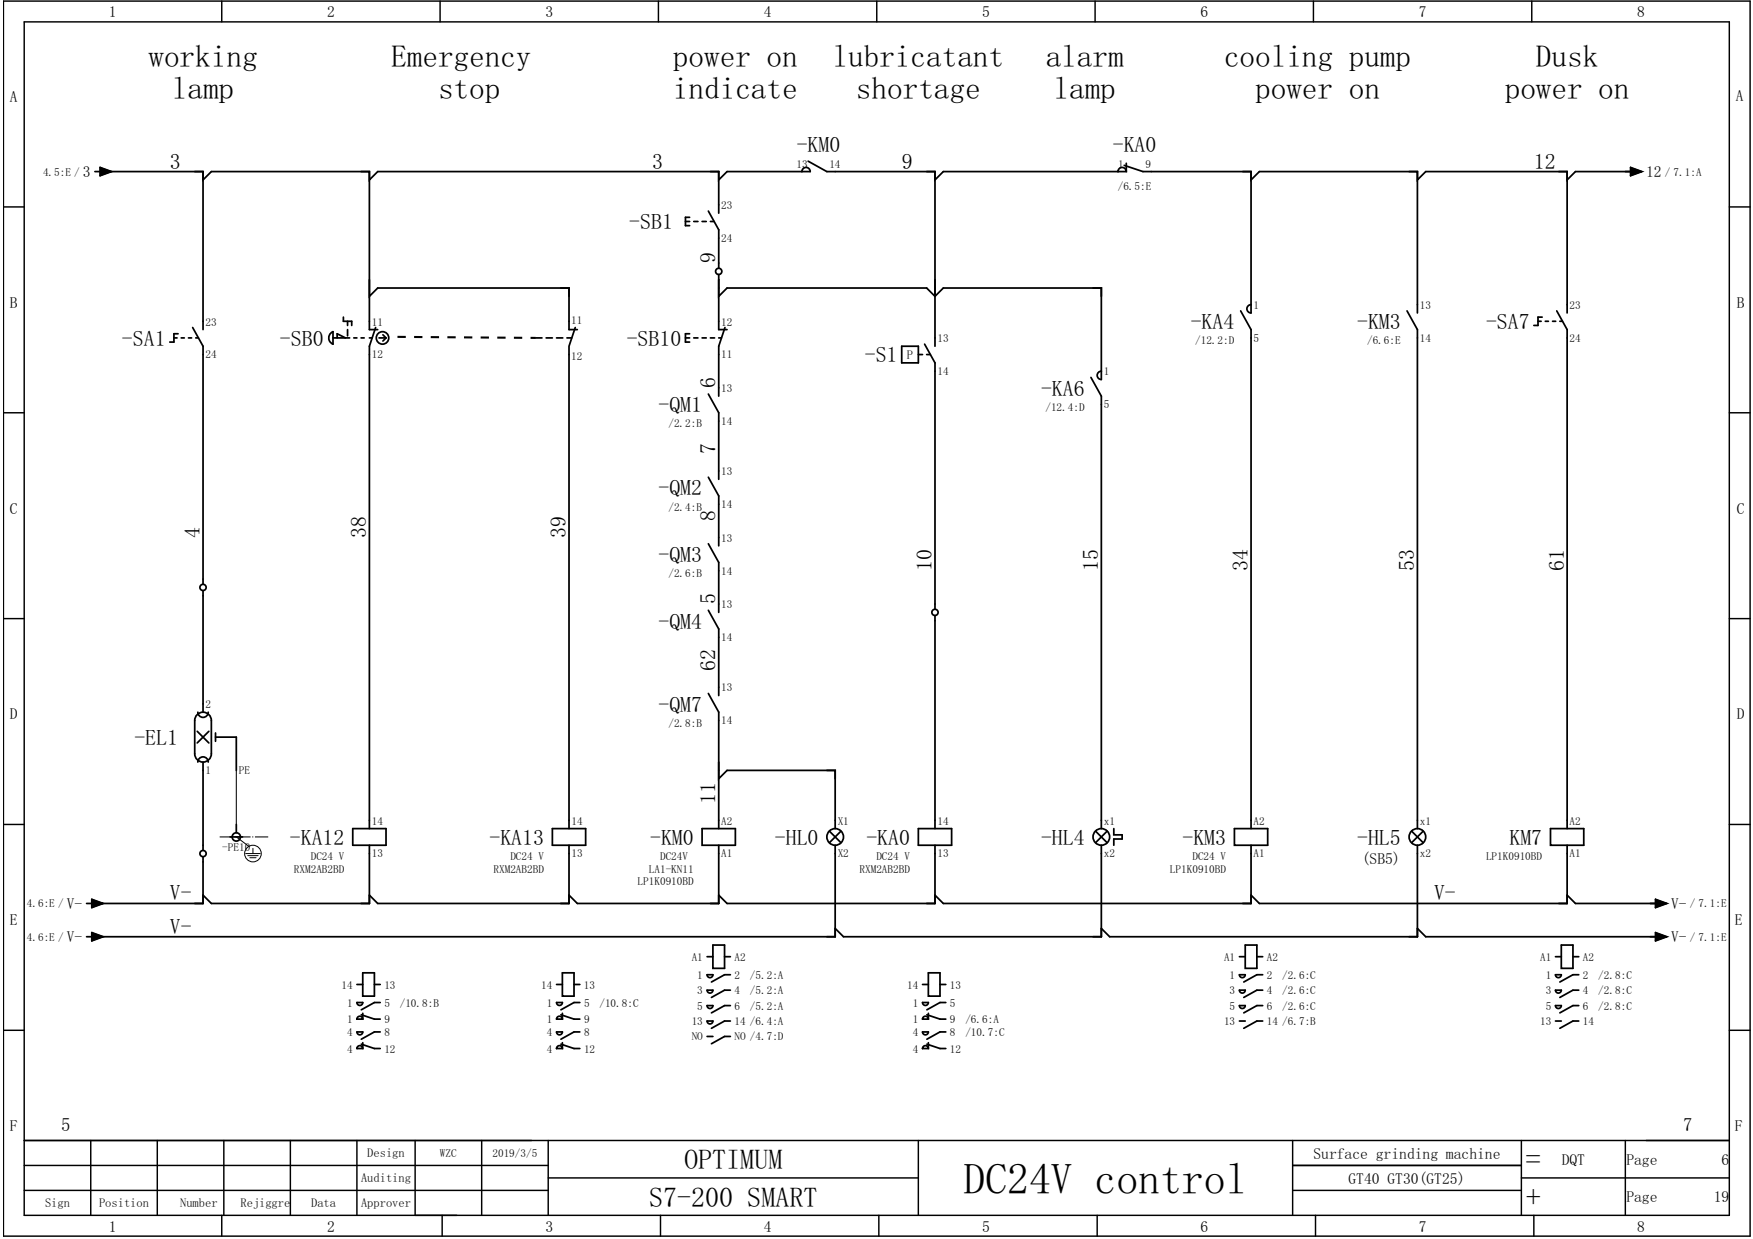 1 2 3 4 5 6 7 8
working lamp
Emergency stop
power on indicate
lubricatant shortage
alarm lamp
cooling pump power on
Dusk power on
A A
4.5:E / 3
3
3
-KM0
13 14
9
-KA0
1 9
/6.5:E
12
12 / 7.1:A
B B
-SA1
23
24
-SB0
11
12
11
12
-SB1
23
24
9
-SB10
12
11
6
-QM1
/2.2:B
13
14
7
-QM2
/2.4:B
13
14
8
-QM3
/2.6:B
13
14
5
-QM4
13
14
62
-QM7
/2.8:B
13
14
11
-S1
P
13
14
-KA6
/12.4:D
1
5
-KA4
/12.2:D
1
5
-KM3
/6.6:E
13
14
-SA7
23
24
C C
4
38
39
10
15
34
53
61
D D
-EL1
2
1
PE
-PE10
-KA12
DC24 V
RXM2AB2BD
14
13
-KA13
DC24 V
RXM2AB2BD
14
13
-KM0
DC24V
LA1-KN11
LP1K0910BD
A2
A1
-HL0
X1
X2
-KA0
DC24 V
RXM2AB2BD
14
13
-HL4
x1
x2
-KM3
DC24 V
LP1K0910BD
A2
A1
-HL5
(SB5)
x1
x2
KM7
LP1K0910BD
A2
A1
E E
4.6:E / V-
V-
V-
V- / 7.1:E
4.6:E / V-
V-
V- / 7.1:E
14 13
1 5 /10.8:B
1 9
4 8
4 12
14 13
1 5 /10.8:C
1 9
4 8
4 12
A1 A2
1 2 /5.2:A
3 4 /5.2:A
5 6 /5.2:A
13 14 /6.4:A
NO NO /4.7:D
14 13
1 5
1 9 /6.6:A
4 8 /10.7:C
4 12
A1 A2
1 2 /2.6:C
3 4 /2.6:C
5 6 /2.6:C
13 14 /6.7:B
A1 A2
1 2 /2.8:C
3 4 /2.8:C
5 6 /2.8:C
13 14
F F
5
7
Design WZC 2019/3/5
Auditing
Sign Position Number Rejiggre Data Approver
OPTIMUM
S7-200 SMART
DC24V control
Surface grinding machine
GT40 GT30(GT25)
= DQT
+
Page 6
Page 19
1 2 3 4 5 6 7 8